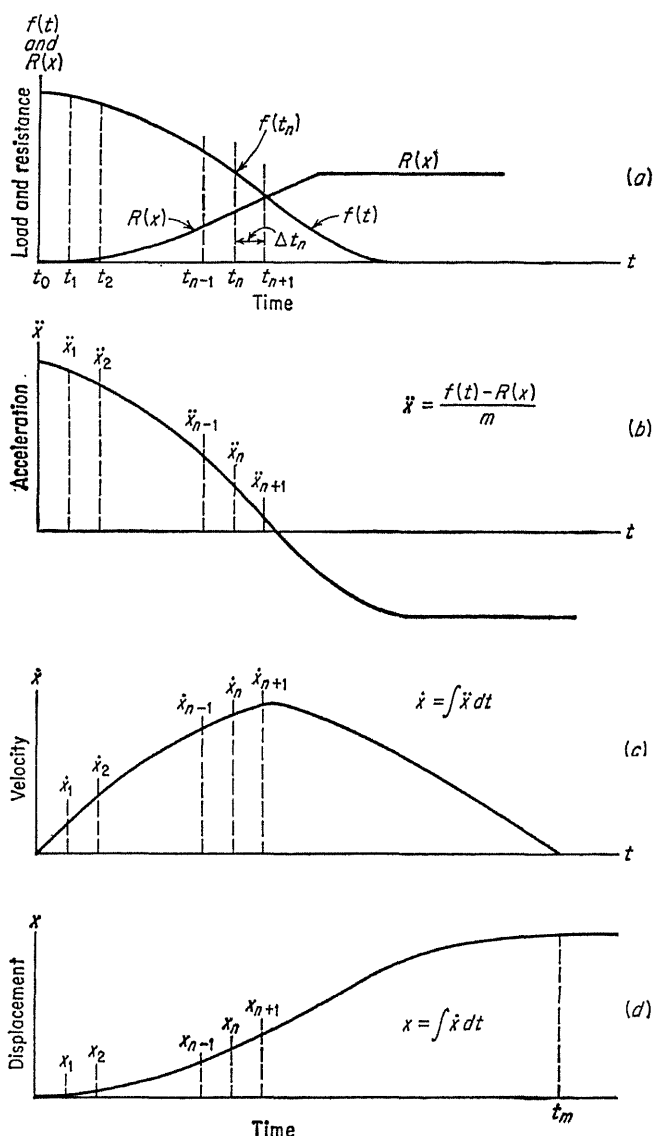 f(t)
and
R(x)
Load and resistance
f(t_n)
R(x)
R(x)
f(t)
Δt_n
(a)
t_0 t_1 t_2 t_{n-1} t_n t_{n+1} t
Time
ẍ
ẍ_1
ẍ_2
ẍ_{n-1}
ẍ_n
ẍ_{n+1}
Acceleration
ẍ = \frac{f(t) - R(x)}{m}
(b)
t
ẋ
ẋ_1
ẋ_2
ẋ_{n-1}
ẋ_n
ẋ_{n+1}
Velocity
ẋ = ∫ẍ dt
(c)
t
x
x_1
x_2
x_{n-1}
x_n
x_{n+1}
Displacement
x = ∫ẋ dt
(d)
t_m
Time